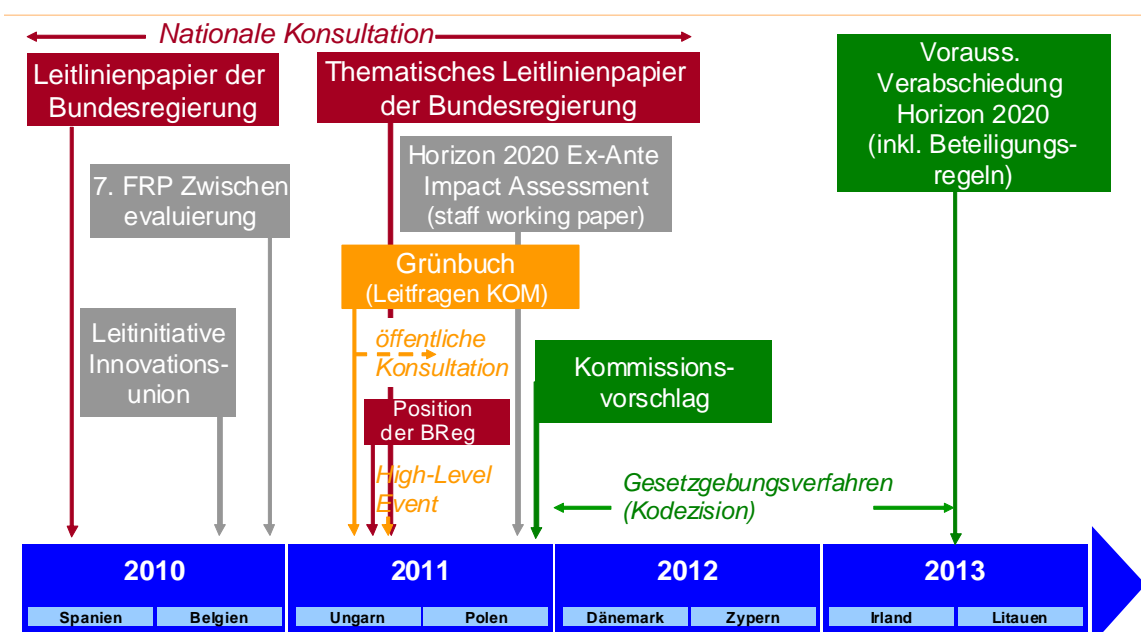 Nationale Konsultation
Leitlinienpapier der
Bundesregierung
Thematisches Leitlinienpapier
der Bundesregierung
Vorauss.
Verabschiedung
Horizon 2020
(inkl. Beteiligungs-
regeln)
7. FRP Zwischen
evaluierung
Horizon 2020 Ex-Ante
Impact Assessment
(staff working paper)
Grünbuch
(Leitfragen KOM)
Leitinitiative
Innovations-
union
öffentliche
Konsultation
Kommissions-
vorschlag
Position
der BReg
High-Level
Event
Gesetzgebungsverfahren
(Kodezision)
2010
2011
2012
2013
Spanien
Belgien
Ungarn
Polen
Dänemark
Zypern
Irland
Litauen